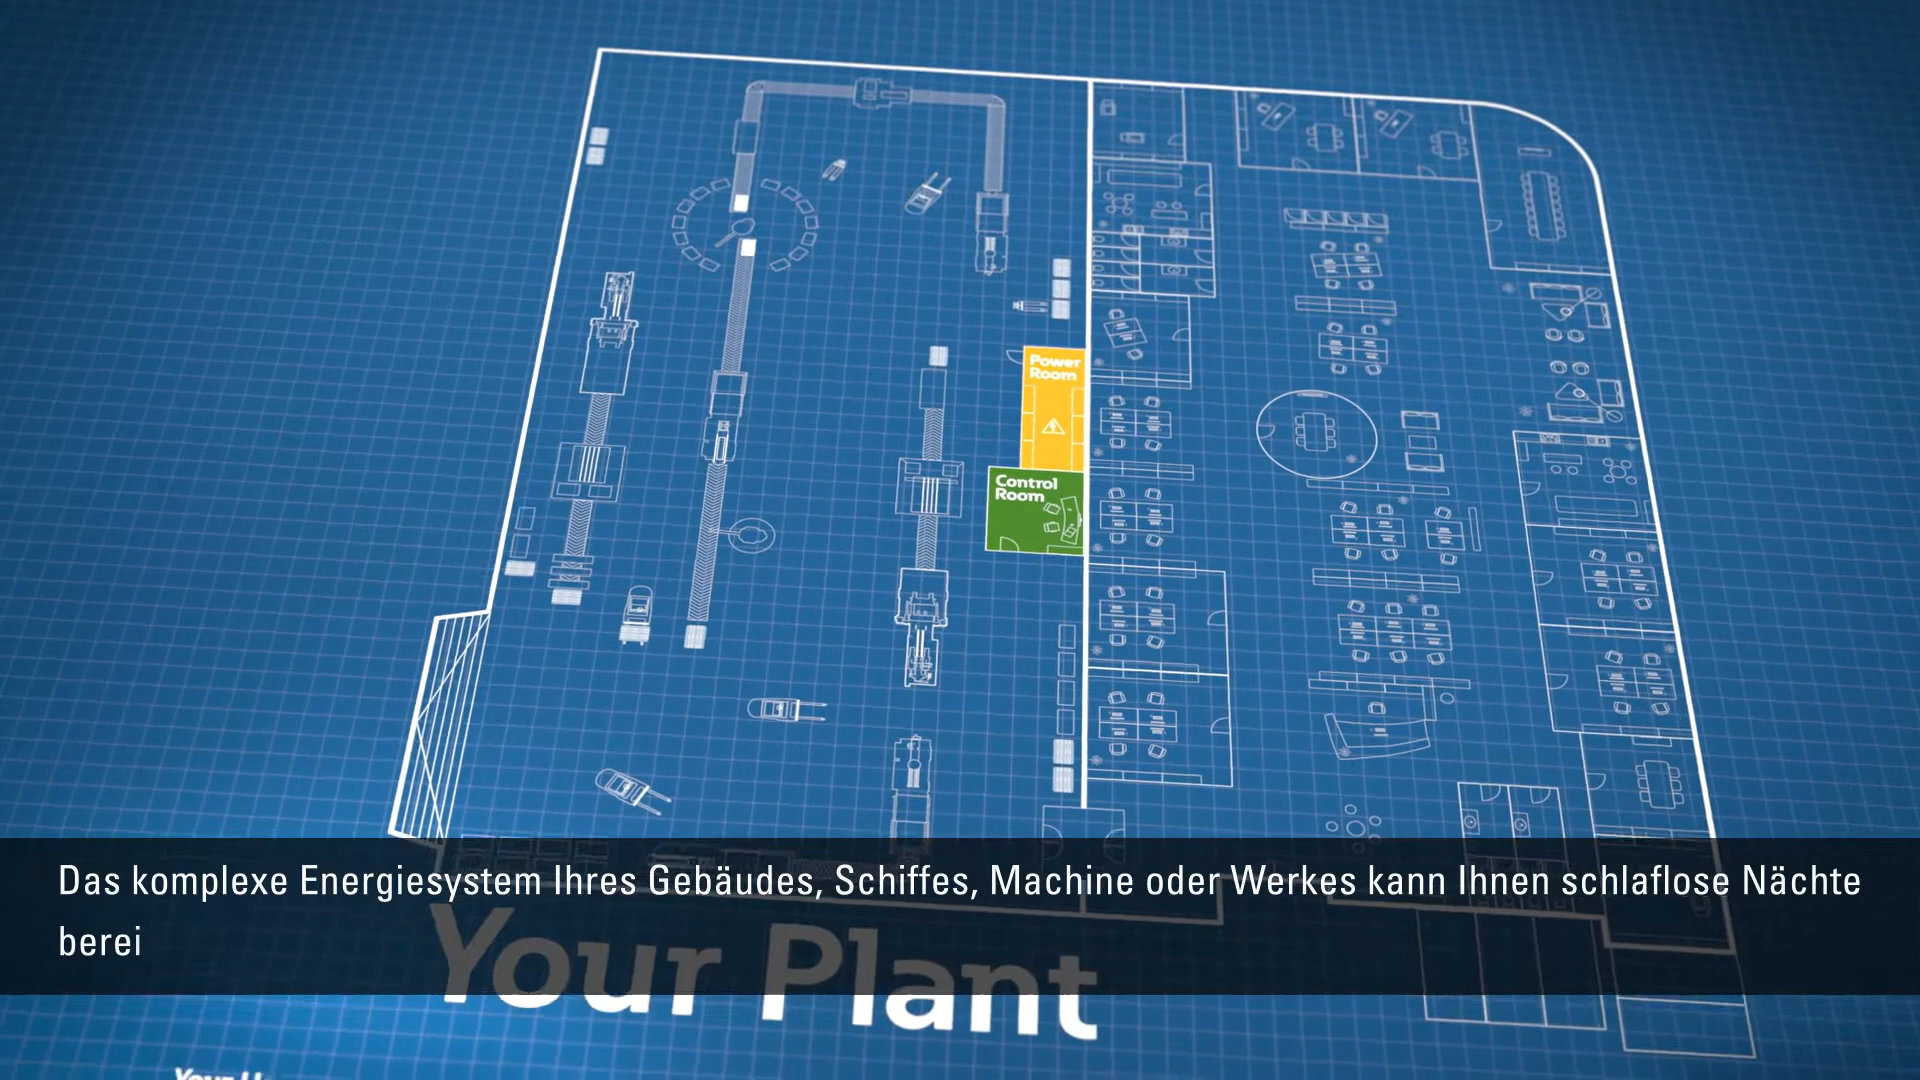 Power
Room
Control
Room
Das komplexe Energiesystem Ihres Gebäudes, Schiffes, Machine oder Werkes kann Ihnen schlaflose Nächte
berei
Your Plant
Your